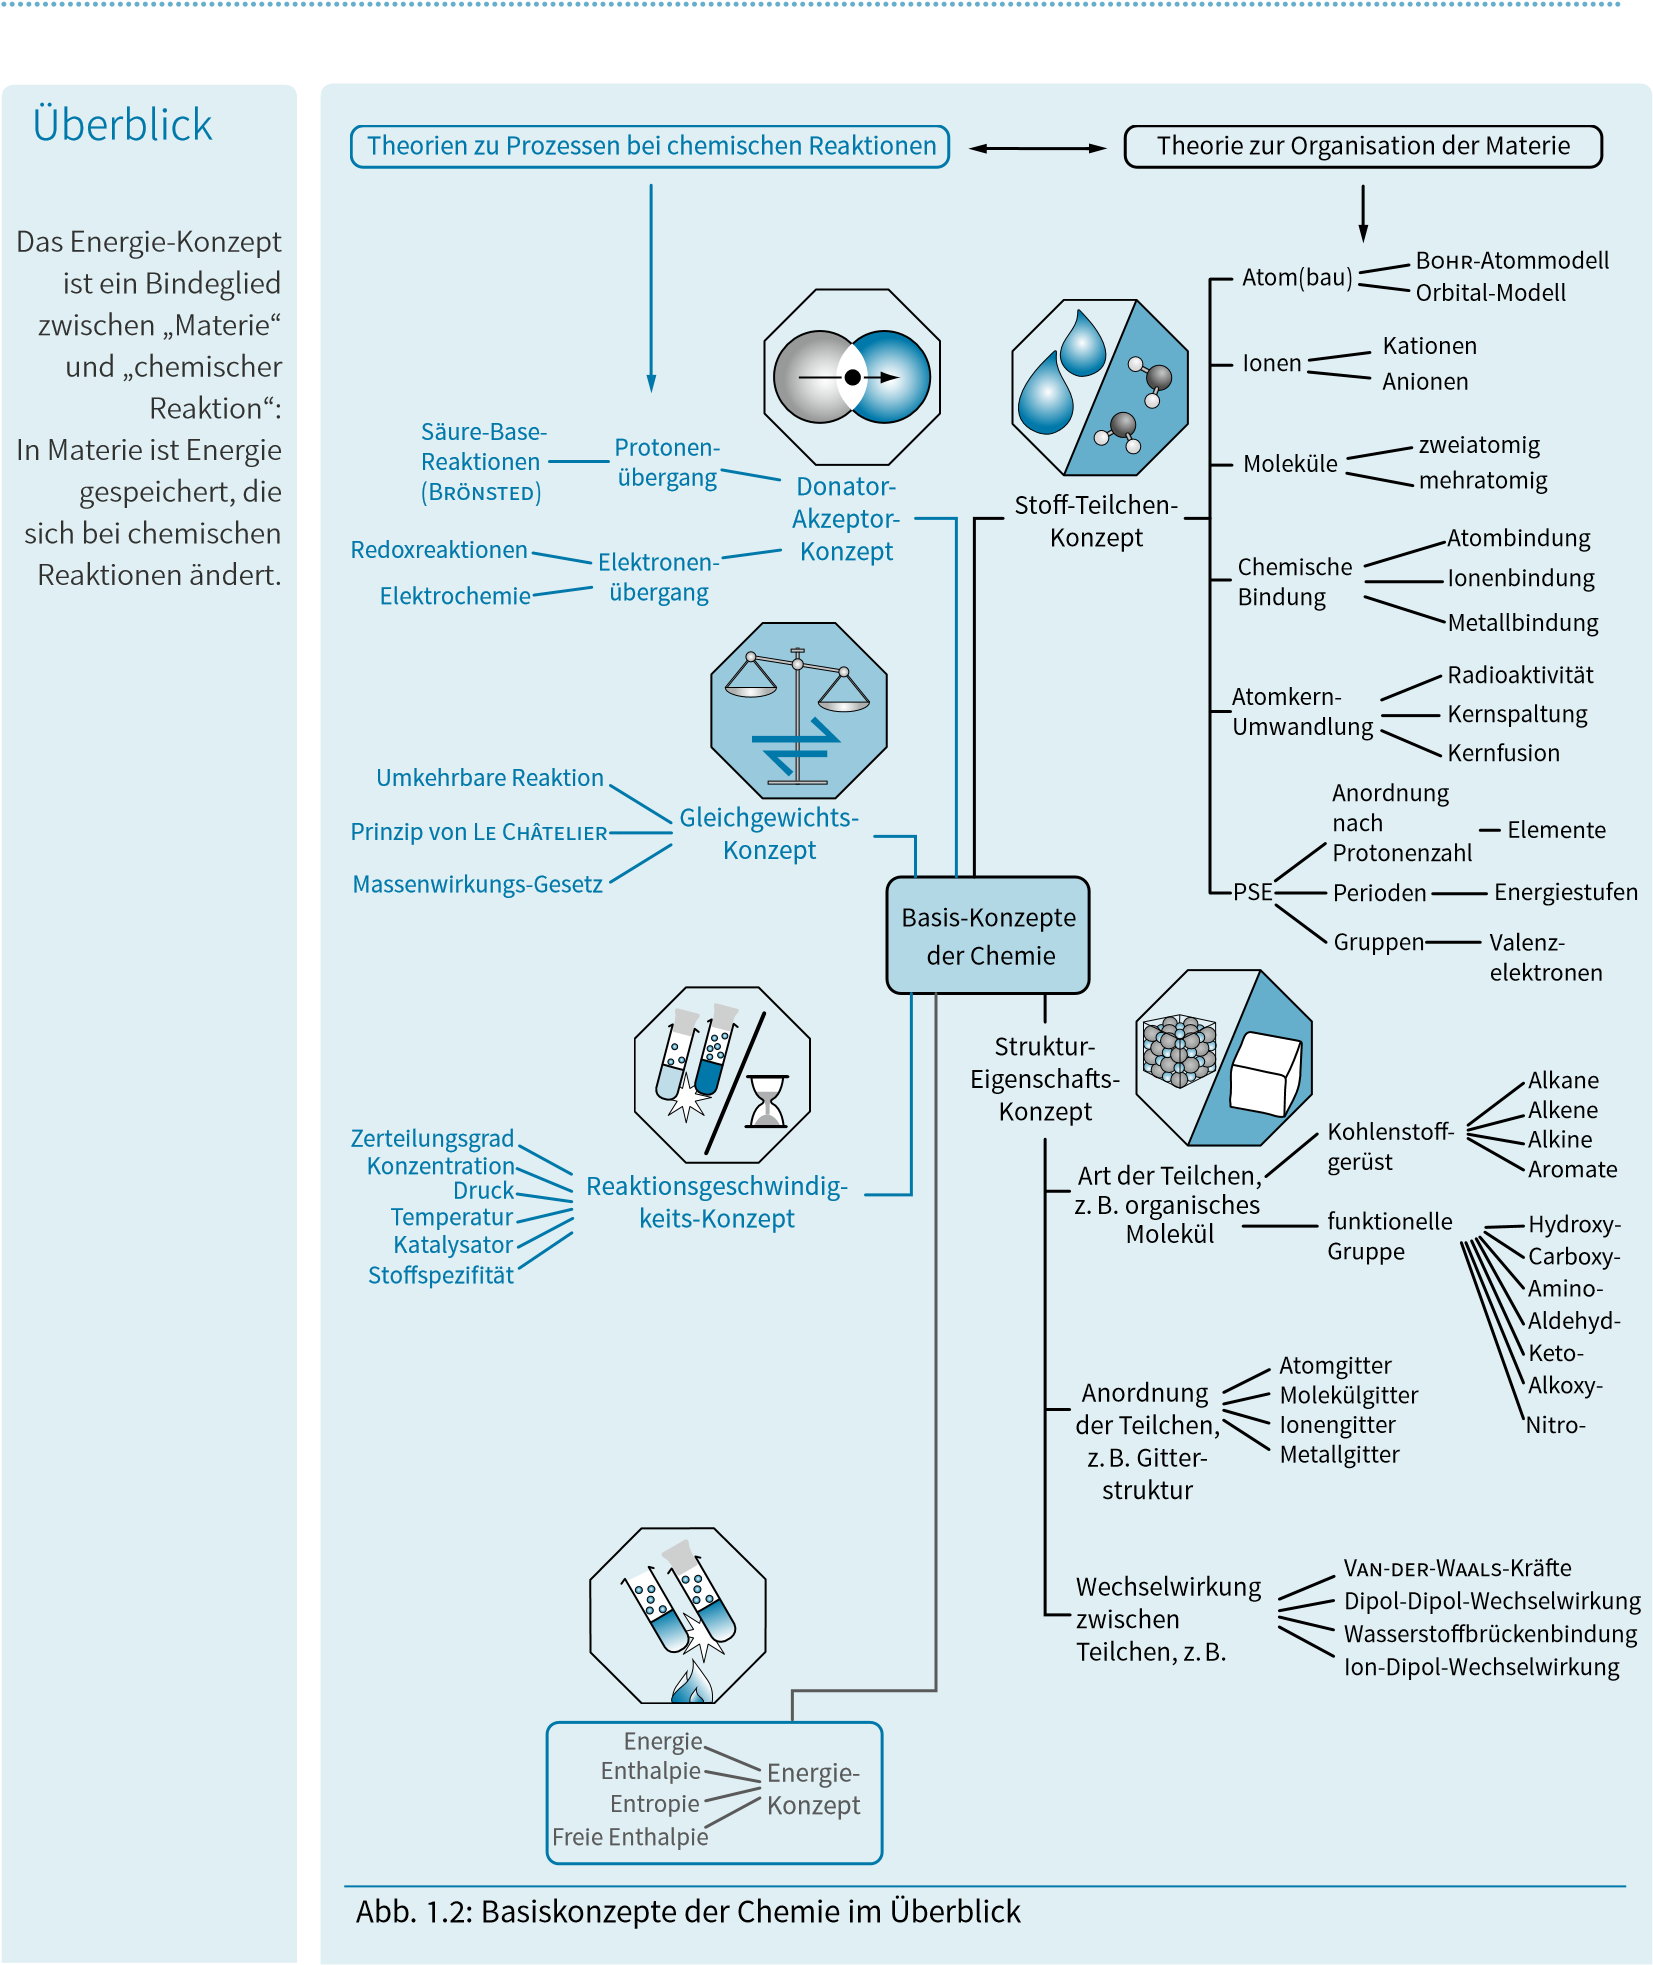 Überblick
Das Energie-Konzept
ist ein Bindeglied
zwischen „Materie“
und „chemischer
Reaktion“:
In Materie ist Energie
gespeichert, die
sich bei chemischen
Reaktionen ändert.
Theorien zu Prozessen bei chemischen Reaktionen
Theorie zur Organisation der Materie
Säure-Base-
Reaktionen
(BRÖNSTED)
Protonen-
übergang
Redoxreaktionen
Elektrochemie
Elektronen-
übergang
Donator-
Akzeptor-
Konzept
Umkehrbare Reaktion
Prinzip von LE CHÂTELIER
Massenwirkungs-Gesetz
Gleichgewichts-
Konzept
Zerteilungsgrad
Konzentration
Druck
Temperatur
Katalysator
Stoffspezifität
Reaktionsgeschwindig-
keits-Konzept
Energie
Enthalpie
Entropie
Freie Enthalpie
Energie-
Konzept
Basis-Konzepte
der Chemie
Stoff-Teilchen-
Konzept
Atom(bau)
BOHR-Atommodell
Orbital-Modell
Ionen
Kationen
Anionen
Moleküle
zweiatomig
mehratomig
Chemische
Bindung
Atombindung
Ionenbindung
Metallbindung
Atomkern-
Umwandlung
Radioaktivität
Kernspaltung
Kernfusion
PSE
Anordnung
nach
Protonenzahl
Elemente
Perioden
Energiestufen
Gruppen
Valenz-
elektronen
Struktur-
Eigenschafts-
Konzept
Art der Teilchen,
z. B. organisches
Molekül
Kohlenstoff-
gerüst
Alkane
Alkene
Alkine
Aromate
funktionelle
Gruppe
Hydroxy-
Carboxy-
Amino-
Aldehyd-
Keto-
Alkoxy-
Nitro-
Anordnung
der Teilchen,
z. B. Gitter-
struktur
Atomgitter
Molekülgitter
Ionengitter
Metallgitter
Wechselwirkung
zwischen
Teilchen, z. B.
VAN-DER-WAALS-Kräfte
Dipol-Dipol-Wechselwirkung
Wasserstoffbrückenbindung
Ion-Dipol-Wechselwirkung
Abb. 1.2: Basiskonzepte der Chemie im Überblick